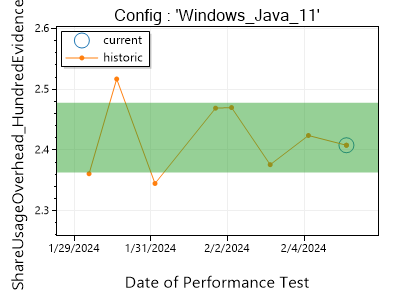 Config : 'Windows_Java_11'
current
historic
2.6
2.5
2.4
2.3
1/29/2024
1/31/2024
2/2/2024
2/4/2024
ShareUsageOverhead_HundredEvidence
Date of Performance Test